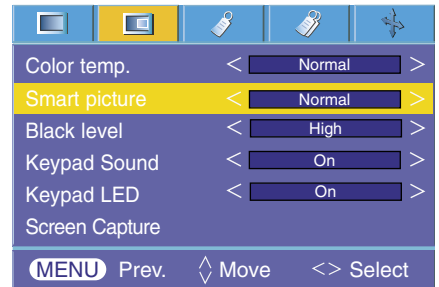 Color temp. < Normal >
Smart picture < Normal >
Black level < High >
Keypad Sound < On >
Keypad LED < On >
Screen Capture
MENU Prev. Move <> Select